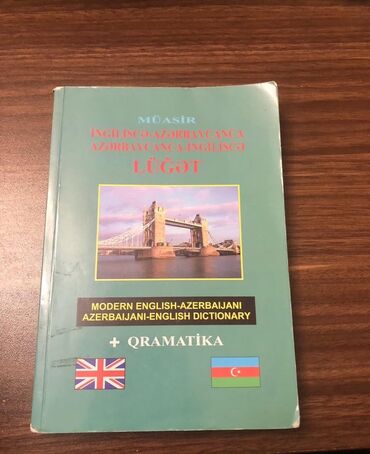 MÜASİR
İNGİLİSCƏ-AZƏRBAYCANCA
AZƏRBAYCANCA-İNGİLİSCƏ
LÜĞƏT
MODERN ENGLISH-AZERBAIJANI
AZERBAIJANI-ENGLISH DICTIONARY
+ QRAMATİKA